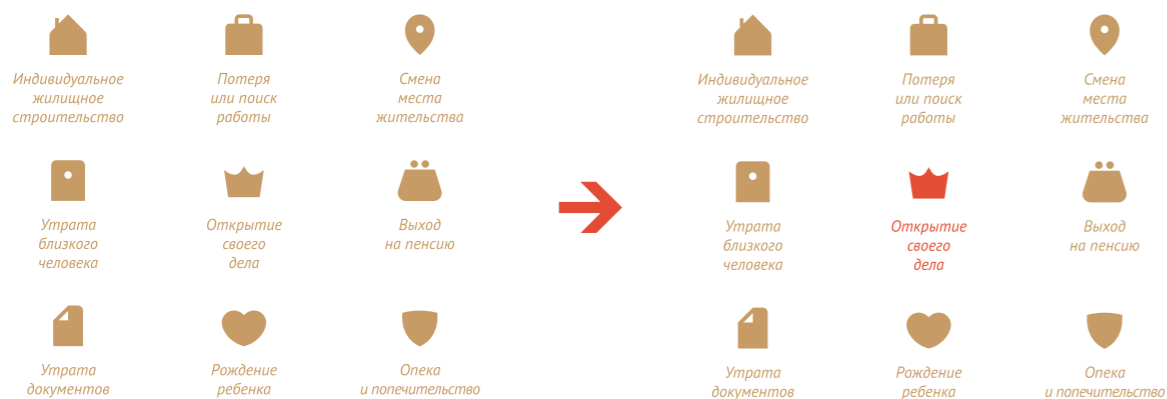 Индивидуальное
жилищное
строительство
Потеря
или поиск
работы
Смена
места
жительства
Утрата
близкого
человека
Открытие
своего
дела
Выход
на пенсию
Утрата
документов
Рождение
ребенка
Опека
и попечительство
Индивидуальное
жилищное
строительство
Потеря
или поиск
работы
Смена
места
жительства
Утрата
близкого
человека
Открытие
своего
дела
Выход
на пенсию
Утрата
документов
Рождение
ребенка
Опека
и попечительство